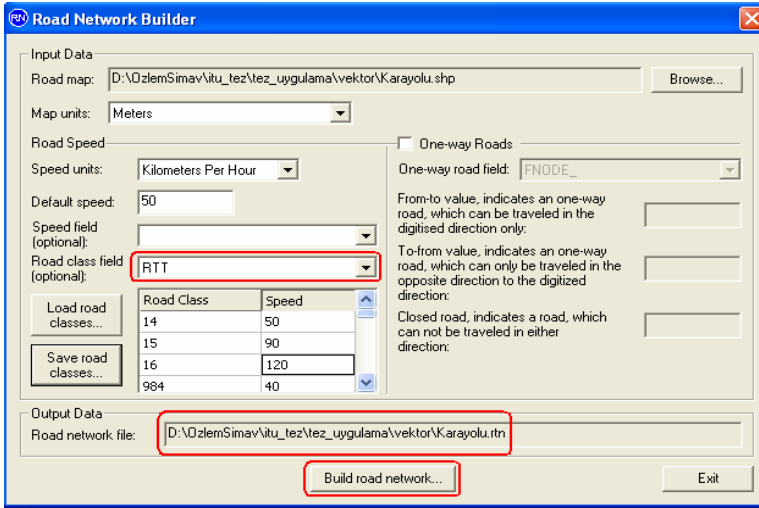 RN Road Network Builder
Input Data
Road map: D:\OzlemSimav\itu_tez\tez_uygulama\vektor\Karayolu.shp Browse...
Map units: Meters
Road Speed
Speed units: Kilometers Per Hour
Default speed: 50
Speed field
(optional):
Road class field
(optional): RTT
Load road
classes...
Save road
classes...
Road Class Speed
14 50
15 90
16 120
984 40
One-way Roads
One-way road field: FNODE_
From-to value, indicates an one-way
road, which can be traveled in the
digitised direction only:
To-from value, indicates an one-way
road, which can only be traveled in the
opposite direction to the digitized
direction:
Closed road, indicates a road, which
can not be traveled in either
direction:
Output Data
Road network file: D:\OzlemSimav\itu_tez\tez_uygulama\vektor\Karayolu.rtn
Build road network... Exit